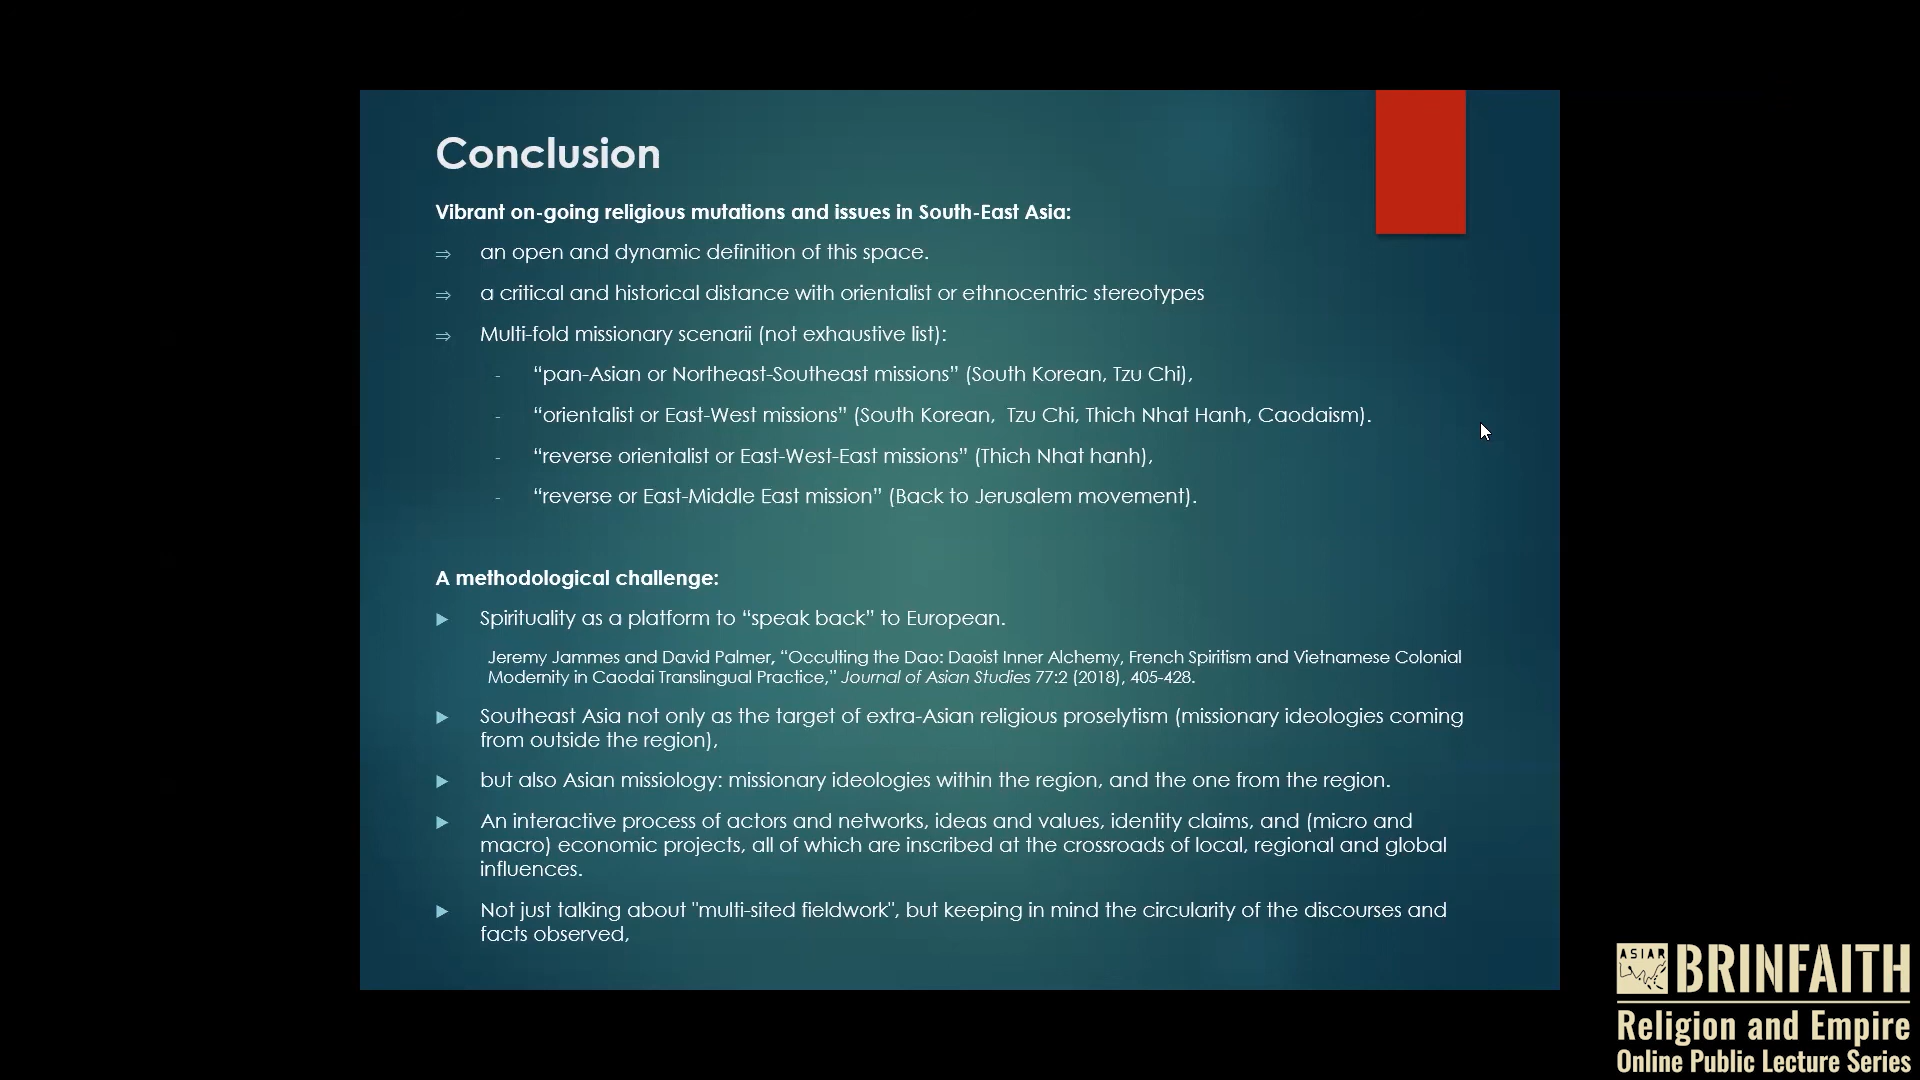 Conclusion
Vibrant on-going religious mutations and issues in South-East Asia:
⇒ an open and dynamic definition of this space.
⇒ a critical and historical distance with orientalist or ethnocentric stereotypes
⇒ Multi-fold missionary scenarii (not exhaustive list):
- “pan-Asian or Northeast-Southeast missions” (South Korean, Tzu Chi),
- “orientalist or East-West missions” (South Korean, Tzu Chi, Thich Nhat Hanh, Caodaism).
- “reverse orientalist or East-West-East missions” (Thich Nhat hanh),
- “reverse or East-Middle East mission” (Back to Jerusalem movement).
A methodological challenge:
▶ Spirituality as a platform to “speak back” to European.
Jeremy Jammes and David Palmer, “Occulting the Dao: Daoist Inner Alchemy, French Spiritism and Vietnamese Colonial
Modernity in Caodai Translingual Practice,” Journal of Asian Studies 77:2 (2018), 405-428.
▶ Southeast Asia not only as the target of extra-Asian religious proselytism (missionary ideologies coming
from outside the region),
▶ but also Asian missiology: missionary ideologies within the region, and the one from the region.
▶ An interactive process of actors and networks, ideas and values, identity claims, and (micro and
macro) economic projects, all of which are inscribed at the crossroads of local, regional and global
influences.
▶ Not just talking about "multi-sited fieldwork", but keeping in mind the circularity of the discourses and
facts observed,
ASIAR BRINFAITH
Religion and Empire
Online Public Lecture Series